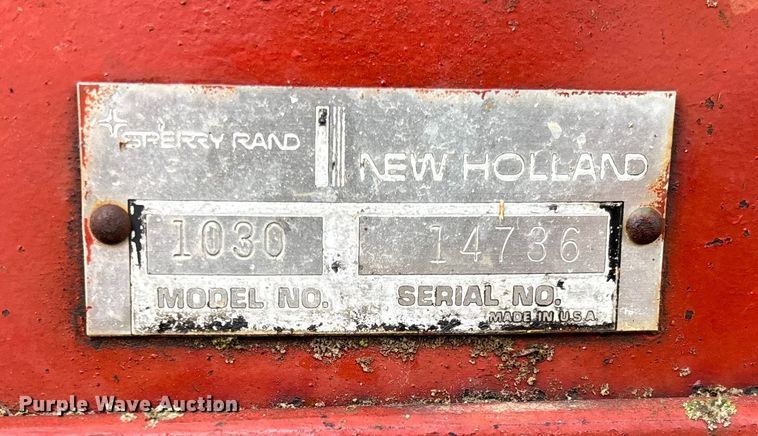 SPERRY RAND
NEW HOLLAND
1030 14736
MODEL NO. SERIAL NO.
MADE IN U.S.A.
Purple Wave Auction